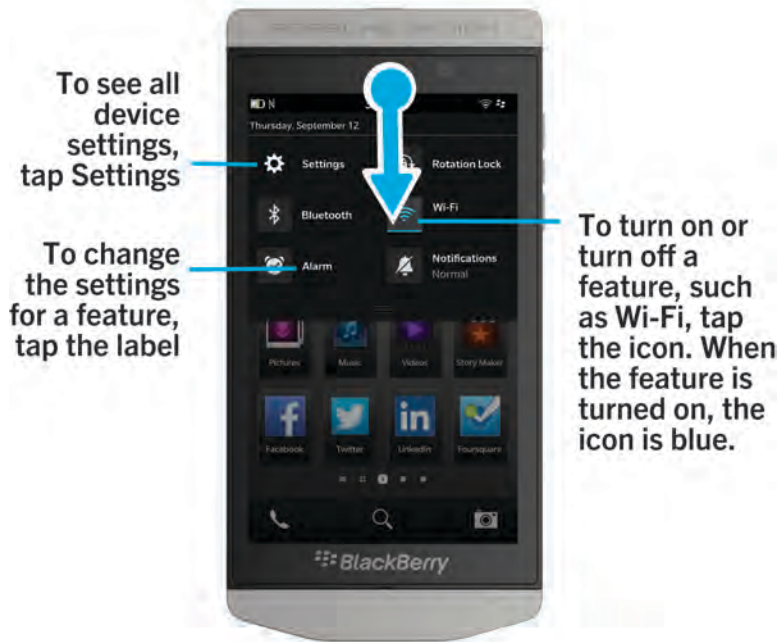 To see all
device
settings,
tap Settings
To change
the settings
for a feature,
tap the label
Thursday, September 12
Settings
Rotation Lock
Bluetooth
Wi-Fi
Alarm
Notifications
Normal
Pictures
Music
Videos
Story Maker
Facebook
Twitter
LinkedIn
Foursquare
BlackBerry
To turn on or
turn off a
feature, such
as Wi-Fi, tap
the icon. When
the feature is
turned on, the
icon is blue.